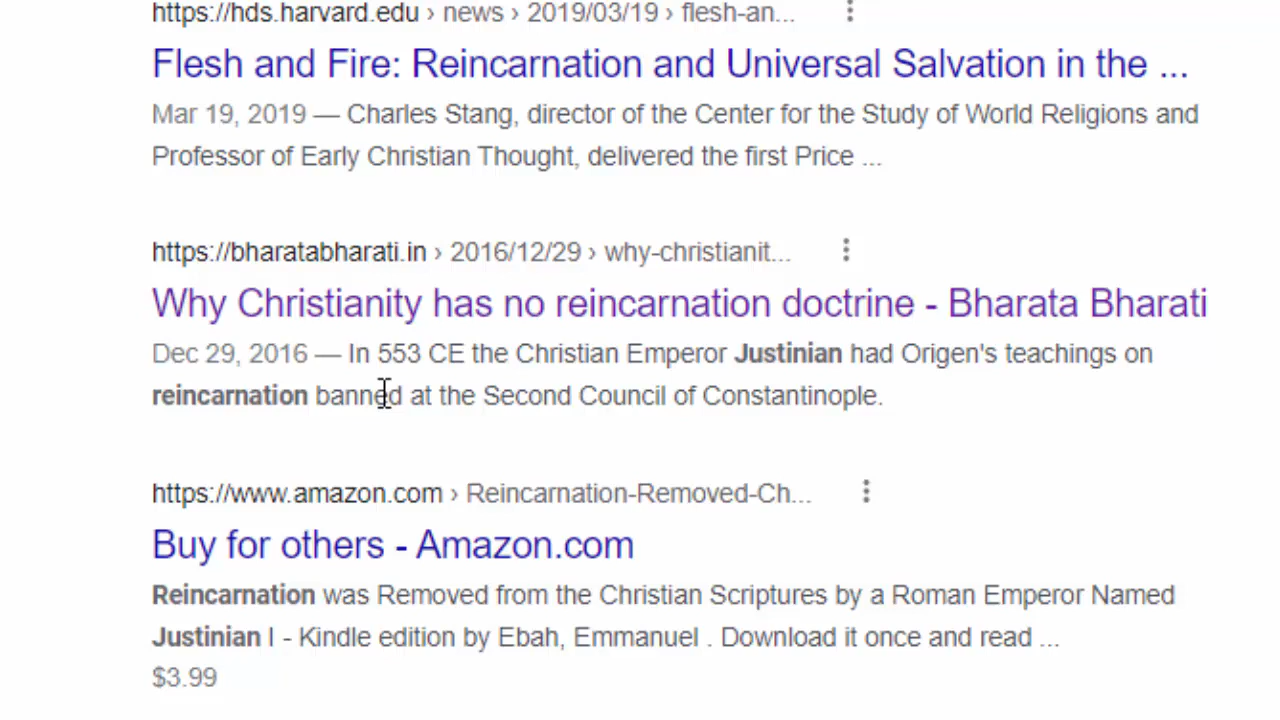 https://hds.harvard.edu › news › 2019/03/19 › flesh-an...
Flesh and Fire: Reincarnation and Universal Salvation in the ...
Mar 19, 2019 — Charles Stang, director of the Center for the Study of World Religions and
Professor of Early Christian Thought, delivered the first Price ...
https://bharatabharati.in › 2016/12/29 › why-christianit...
Why Christianity has no reincarnation doctrine - Bharata Bharati
Dec 29, 2016 — In 553 CE the Christian Emperor Justinian had Origen's teachings on
reincarnation banned at the Second Council of Constantinople.
https://www.amazon.com › Reincarnation-Removed-Ch...
Buy for others - Amazon.com
Reincarnation was Removed from the Christian Scriptures by a Roman Emperor Named
Justinian I - Kindle edition by Ebah, Emmanuel . Download it once and read ...
$3.99